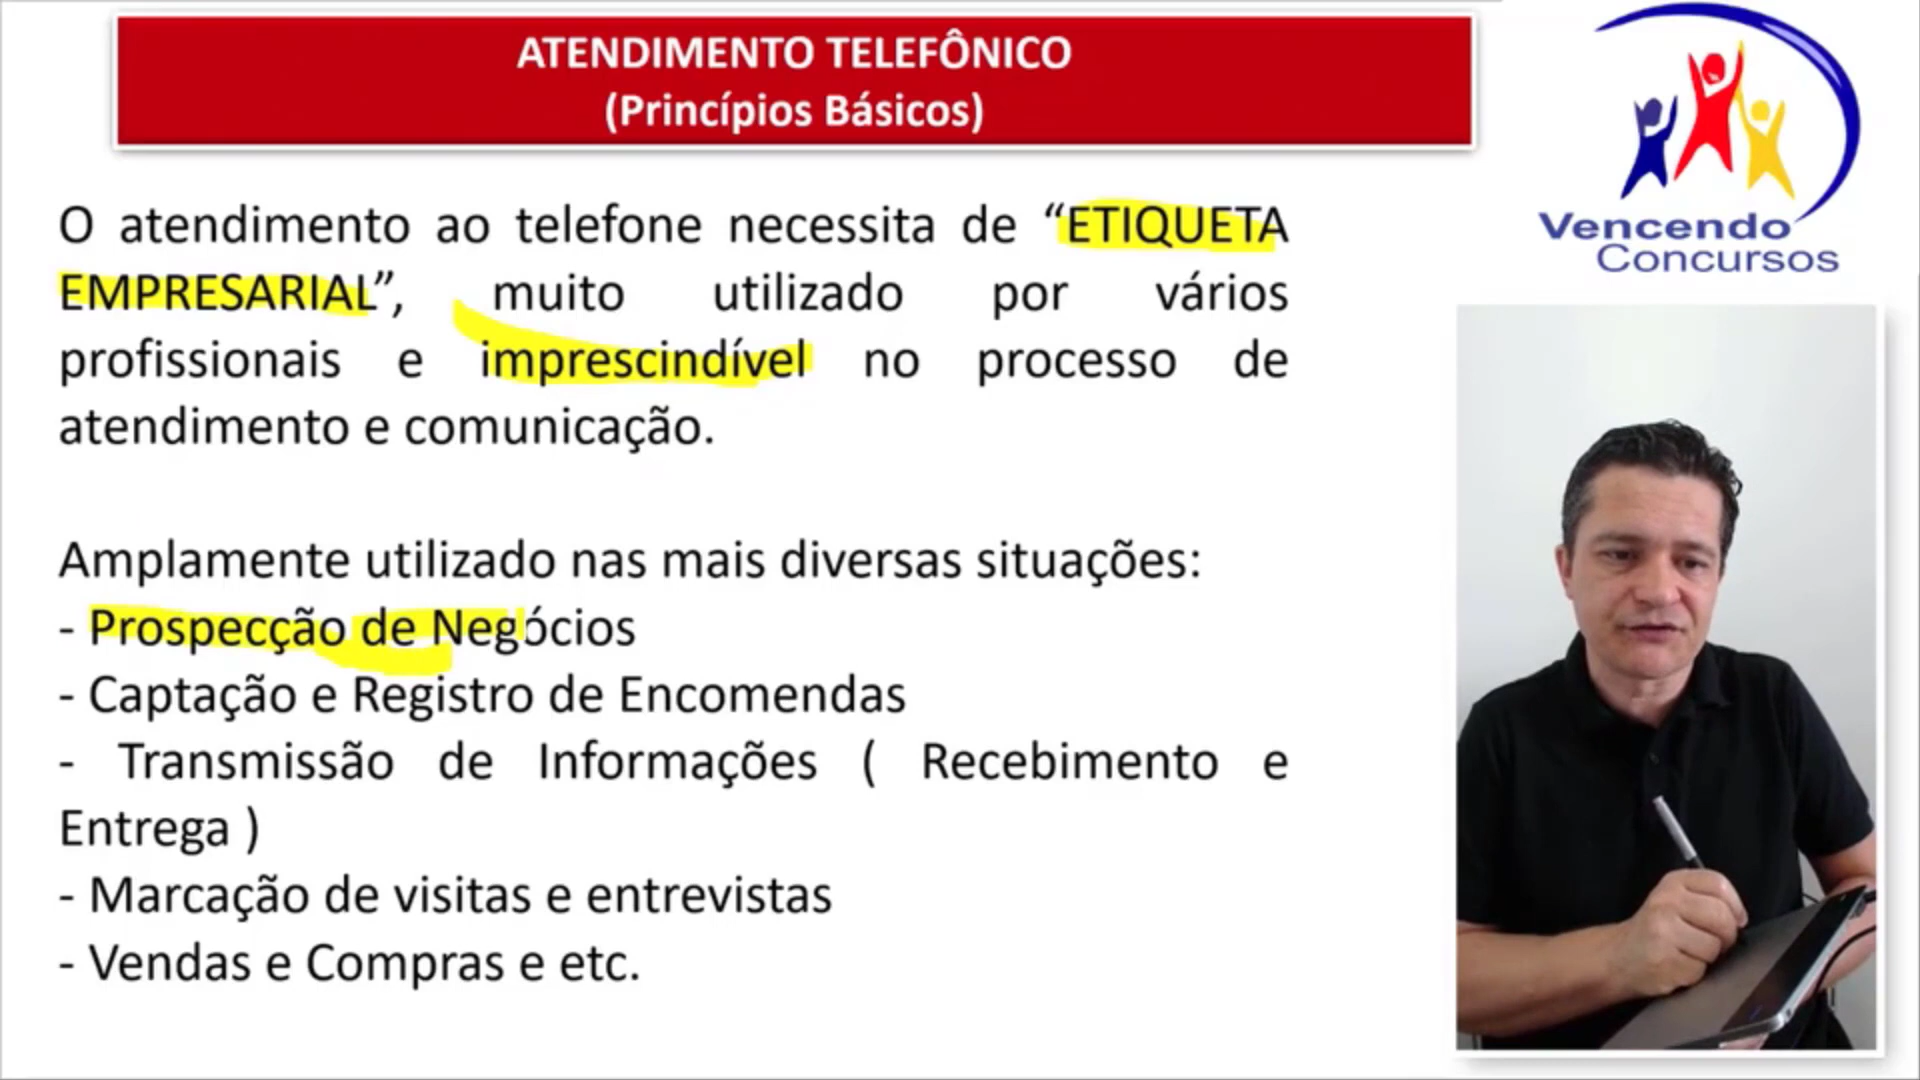 ATENDIMENTO TELEFÔNICO
(Princípios Básicos)
Vencendo
Concursos
O atendimento ao telefone necessita de “ETIQUETA
EMPRESARIAL”, muito utilizado por vários
profissionais e imprescindível no processo de
atendimento e comunicação.
Amplamente utilizado nas mais diversas situações:
- Prospecção de Negócios
- Captação e Registro de Encomendas
- Transmissão de Informações ( Recebimento e
Entrega )
- Marcação de visitas e entrevistas
- Vendas e Compras e etc.